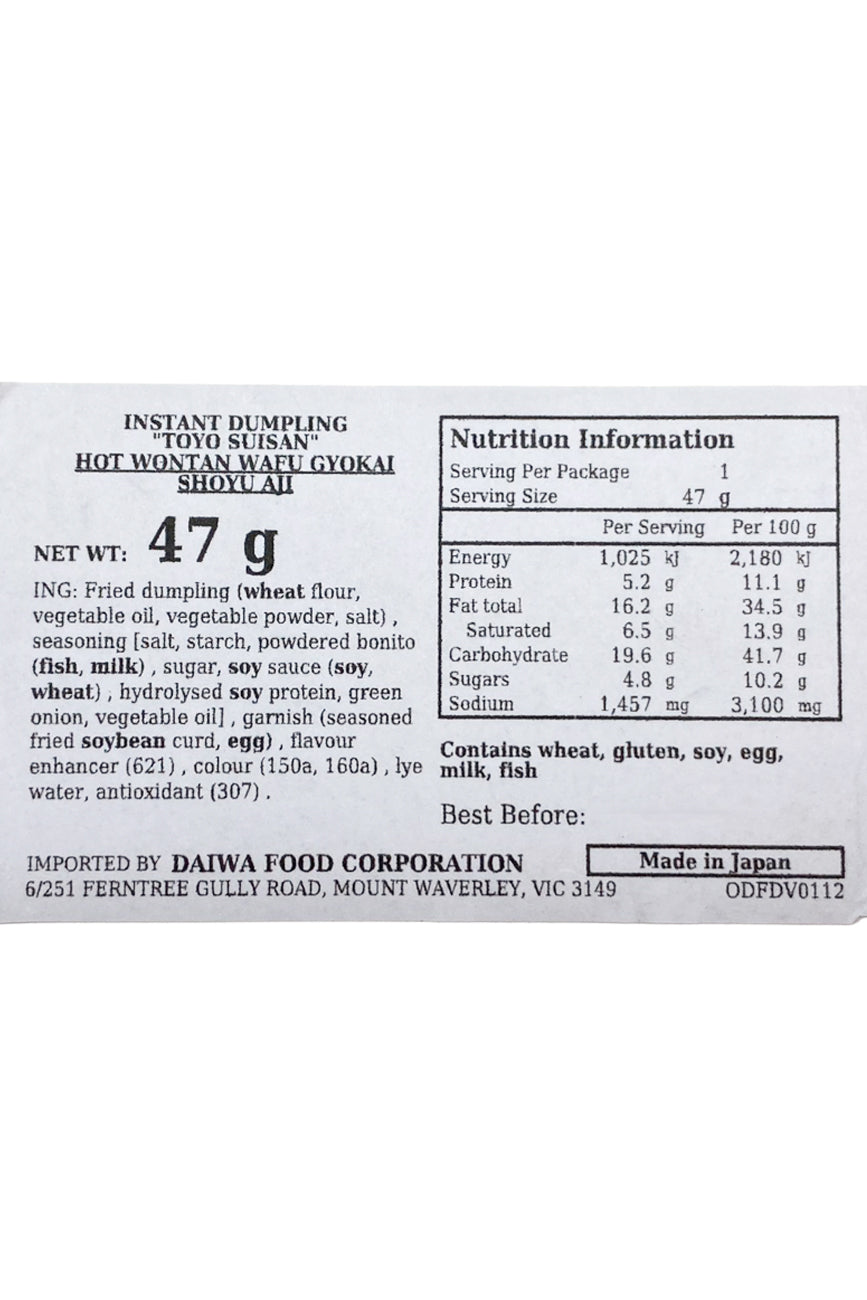 INSTANT DUMPLING
"TOYO SUISAN"
HOT WONTAN WAFU GYOKAI
SHOYU AJI
NET WT: 47 g
ING: Fried dumpling (wheat flour,
vegetable oil, vegetable powder, salt) ,
seasoning [salt, starch, powdered bonito
(fish, milk) , sugar, soy sauce (soy,
wheat) , hydrolysed soy protein, green
onion, vegetable oil] , garnish (seasoned
fried soybean curd, egg) , flavour
enhancer (621) , colour (150a, 160a) , lye
water, antioxidant (307) .
Nutrition Information
Serving Per Package 1
Serving Size 47 g
Per Serving Per 100 g
Energy 1,025 kJ 2,180 kJ
Protein 5.2 g 11.1 g
Fat total 16.2 g 34.5 g
Saturated 6.5 g 13.9 g
Carbohydrate 19.6 g 41.7 g
Sugars 4.8 g 10.2 g
Sodium 1,457 mg 3,100 mg
Contains wheat, gluten, soy, egg,
milk, fish
Best Before:
IMPORTED BY DAIWA FOOD CORPORATION
6/251 FERNTREE GULLY ROAD, MOUNT WAVERLEY, VIC 3149
Made in Japan
ODFDV0112